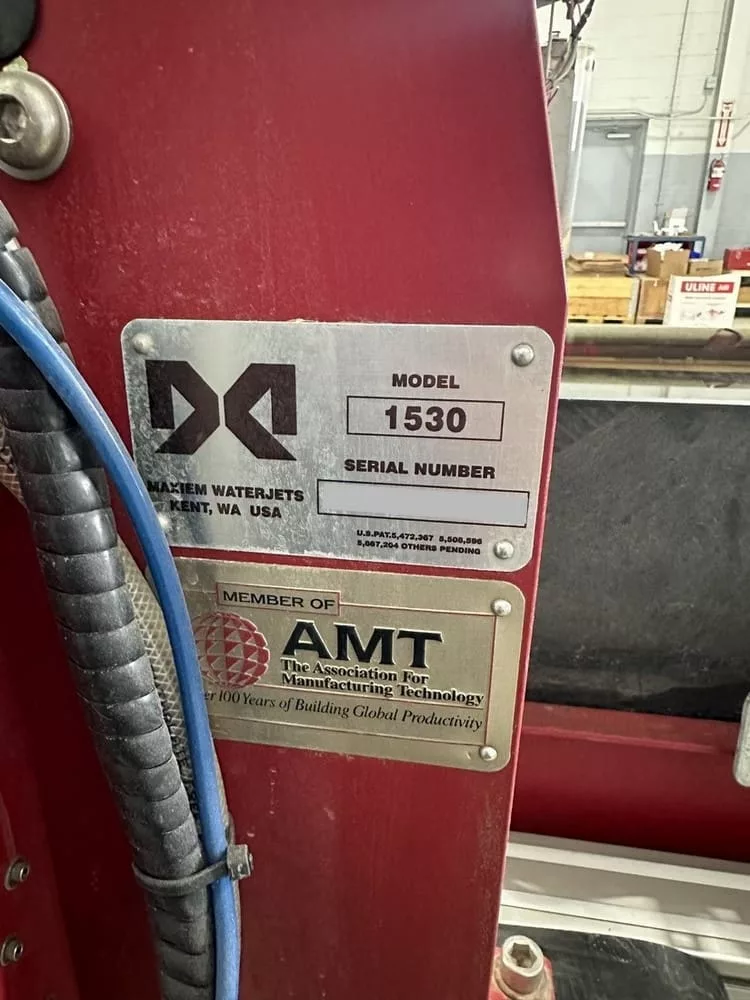 MODEL
1530
SERIAL NUMBER
MAXIEM WATERJETS
KENT, WA USA
U.S.PAT.5,472,367 5,508,596
5,667,204 OTHERS PENDING
MEMBER OF
AMT
The Association For
Manufacturing Technology
100 Years of Building Global Productivity
ULINE